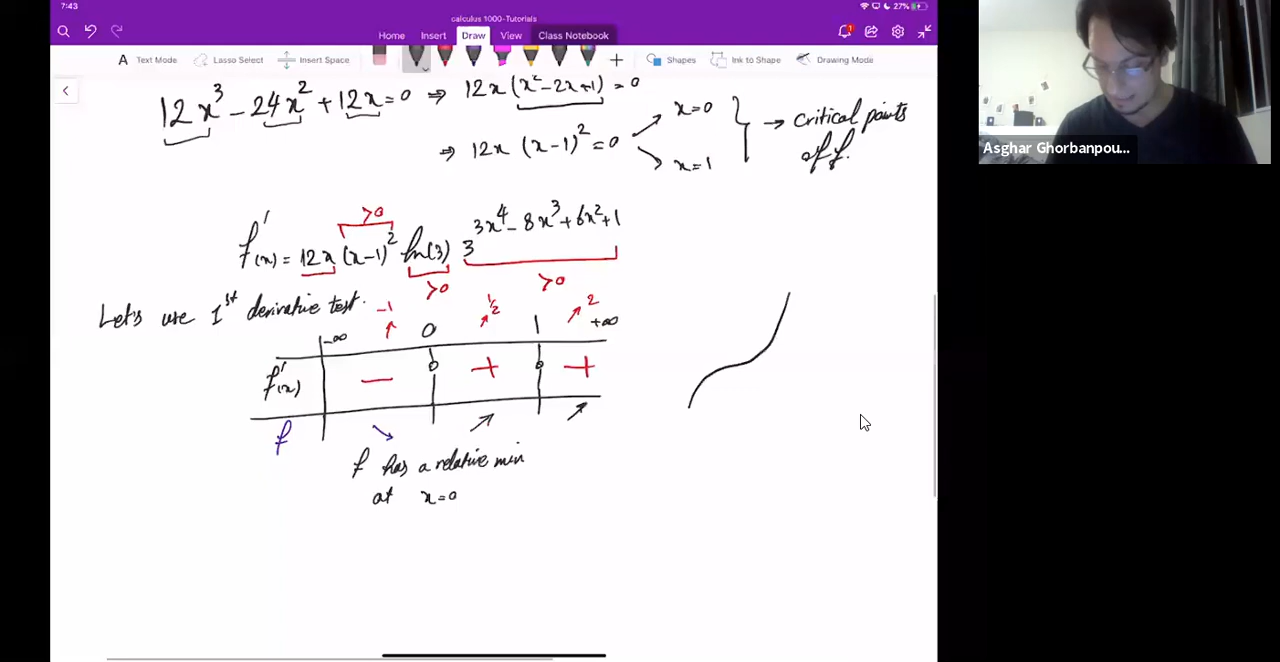 7:43
27%
calculus 1000-Tutorials
Home Insert Draw View Class Notebook
A Text Mode Lasso Select Insert Space Shapes Ink to Shape Drawing Mode
12x³ - 24x² + 12x = 0 ⇒ 12x (x² - 2x + 1) = 0
⇒ 12x (x-1)² = 0
x=0
x=1
→ critical points
of f.
>0
f'(x) = 12x (x-1)² ln(3) 3^{3x⁴ - 8x³ + 6x² + 1}
>0 >0
Let's use 1st derivative test.
-1 ½ 2
-∞ 0 1 +∞
f'(x) − + +
f ↘ ↗ ↗
f has a relative min
at x=0
Asghar Ghorbanpou...